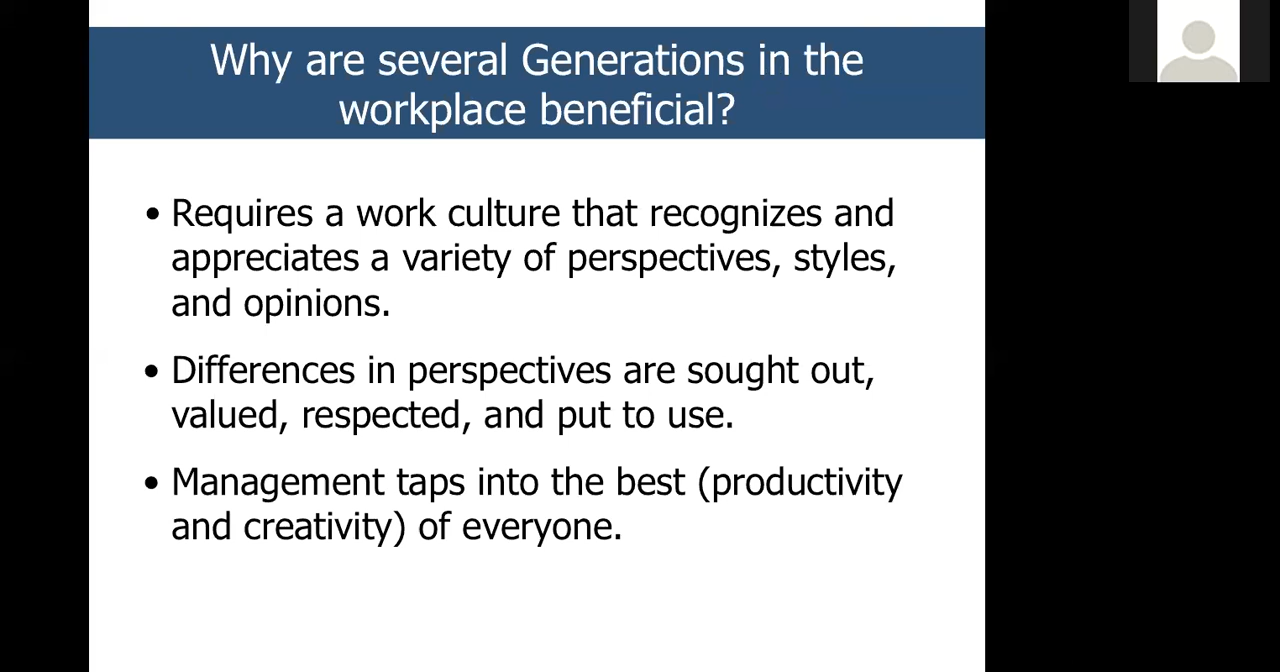 Why are several Generations in the
workplace beneficial?
• Requires a work culture that recognizes and
appreciates a variety of perspectives, styles,
and opinions.
• Differences in perspectives are sought out,
valued, respected, and put to use.
• Management taps into the best (productivity
and creativity) of everyone.